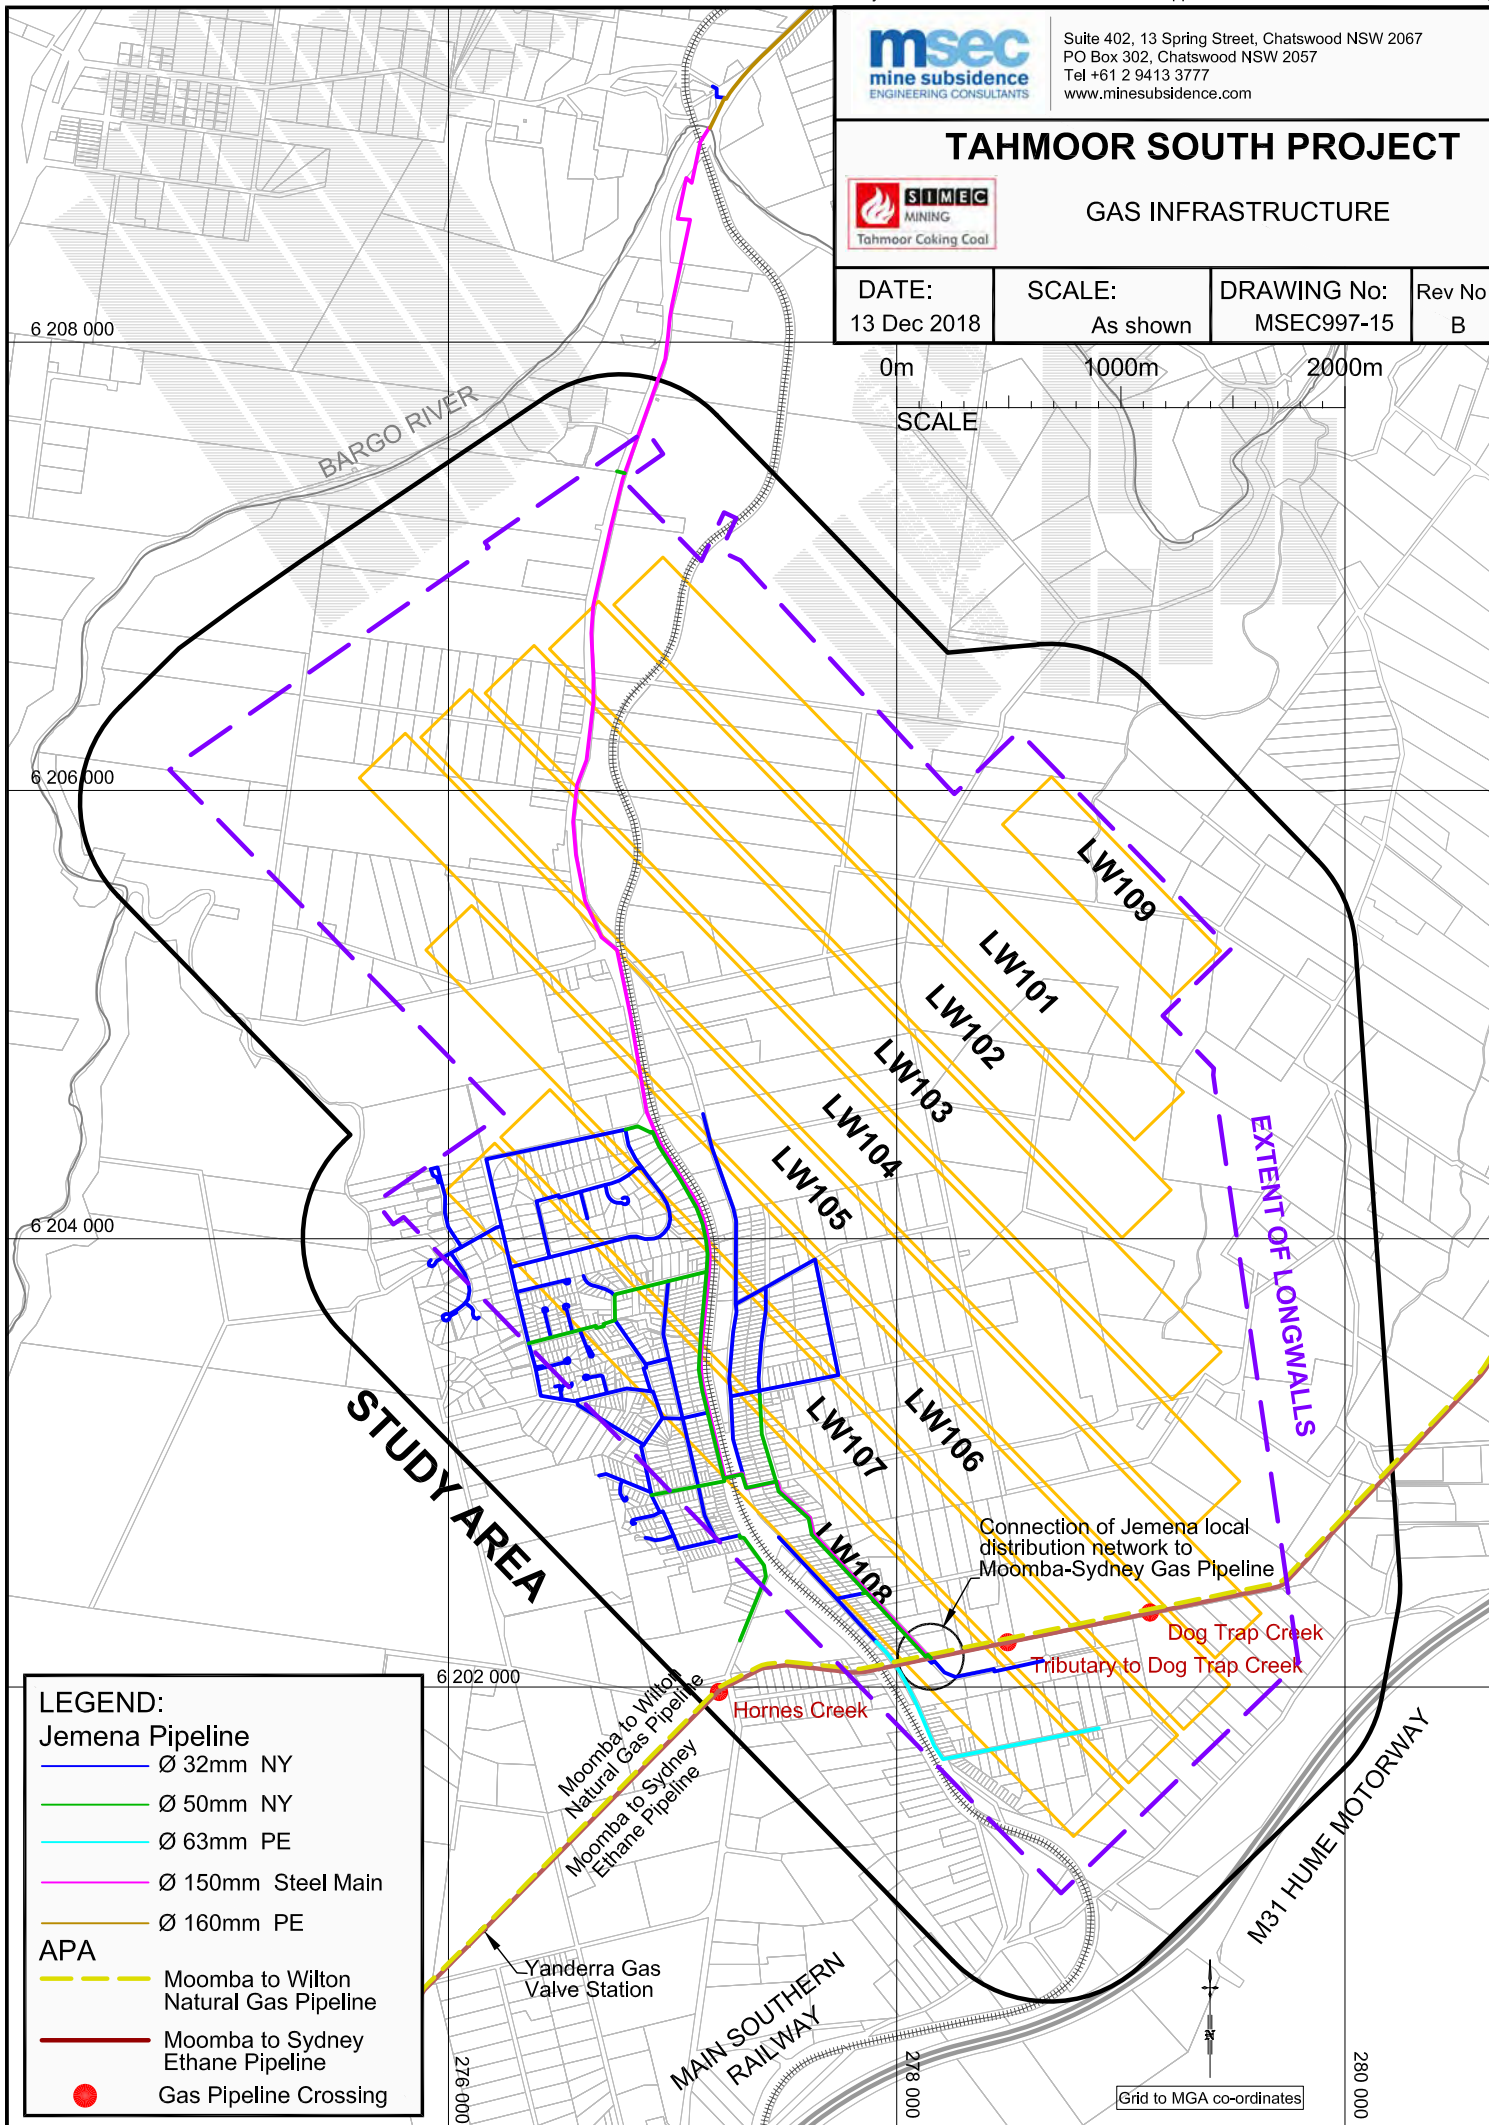 msec
mine subsidence
ENGINEERING CONSULTANTS
Suite 402, 13 Spring Street, Chatswood NSW 2067
PO Box 302, Chatswood NSW 2057
Tel +61 2 9413 3777
www.minesubsidence.com
TAHMOOR SOUTH PROJECT
SIMEC
MINING
Tahmoor Coking Coal
GAS INFRASTRUCTURE
DATE:
13 Dec 2018
SCALE:
As shown
DRAWING No:
MSEC997-15
Rev No
B
6 208 000
0m
1000m
2000m
SCALE
BARGO RIVER
6 206 000
LW109
LW101
LW102
LW103
LW104
LW105
EXTENT OF LONGWALLS
6 204 000
STUDY AREA
LW106
LW107
LW108
Connection of Jemena local
distribution network to
Moomba-Sydney Gas Pipeline
Dog Trap Creek
Tributary to Dog Trap Creek
6 202 000
Hornes Creek
Moomba to Wilton
Natural Gas Pipeline
Moomba to Sydney
Ethane Pipeline
M31 HUME MOTORWAY
Yanderra Gas
Valve Station
MAIN SOUTHERN
RAILWAY
LEGEND:
Jemena Pipeline
Ø 32mm NY
Ø 50mm NY
Ø 63mm PE
Ø 150mm Steel Main
Ø 160mm PE
APA
Moomba to Wilton
Natural Gas Pipeline
Moomba to Sydney
Ethane Pipeline
Gas Pipeline Crossing
276 000
278 000
280 000
N
Grid to MGA co-ordinates